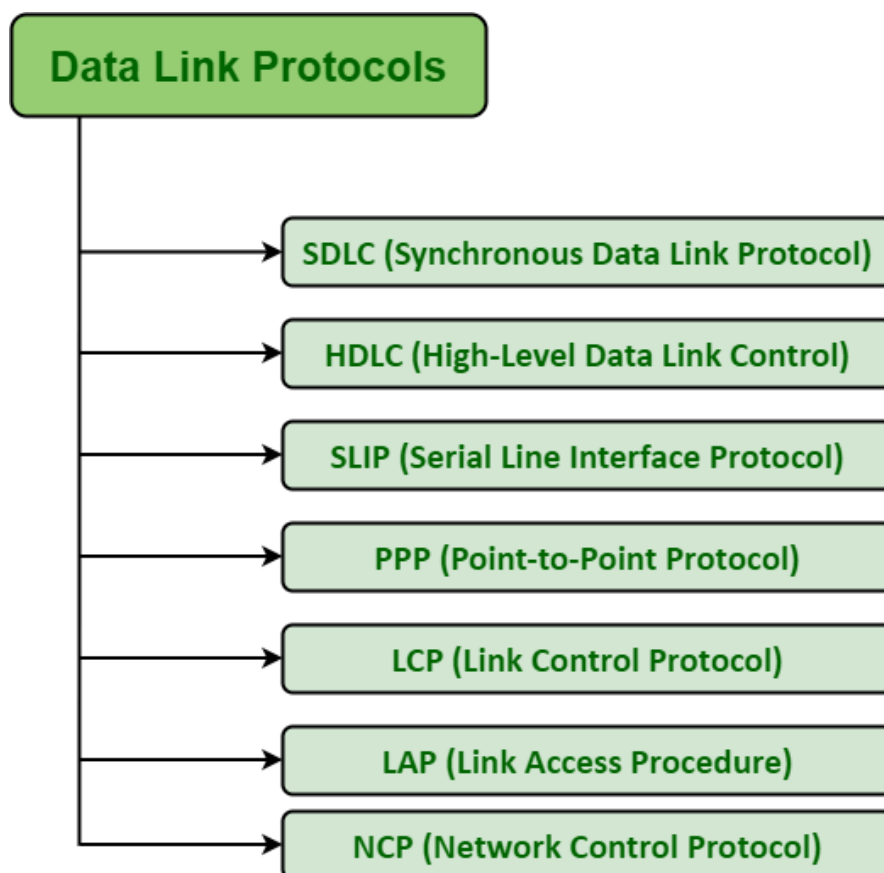 Data Link Protocols
SDLC (Synchronous Data Link Protocol)
HDLC (High-Level Data Link Control)
SLIP (Serial Line Interface Protocol)
PPP (Point-to-Point Protocol)
LCP (Link Control Protocol)
LAP (Link Access Procedure)
NCP (Network Control Protocol)